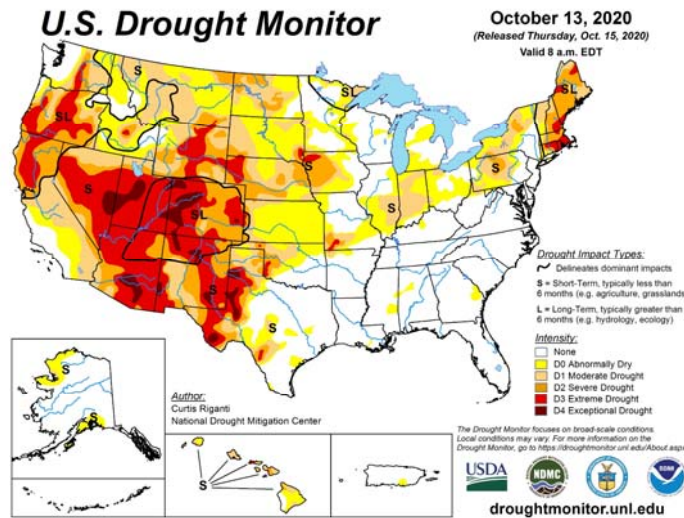 U.S. Drought Monitor
October 13, 2020
(Released Thursday, Oct. 15, 2020)
Valid 8 a.m. EDT
S
S
SL
SL
S
S
S
SL
S
S
S
S
S
S
S
Drought Impact Types:
Delineates dominant impacts
S = Short-Term, typically less than
6 months (e.g. agriculture, grasslands
L = Long-Term, typically greater than
6 months (e.g. hydrology, ecology)
Intensity:
None
D0 Abnormally Dry
D1 Moderate Drought
D2 Severe Drought
D3 Extreme Drought
D4 Exceptional Drought
Author:
Curtis Riganti
National Drought Mitigation Center
The Drought Monitor focuses on broad-scale conditions.
Local conditions may vary. For more information on the
Drought Monitor, go to https://droughtmonitor.unl.edu/About.asp
USDA
NDMC
droughtmonitor.unl.edu